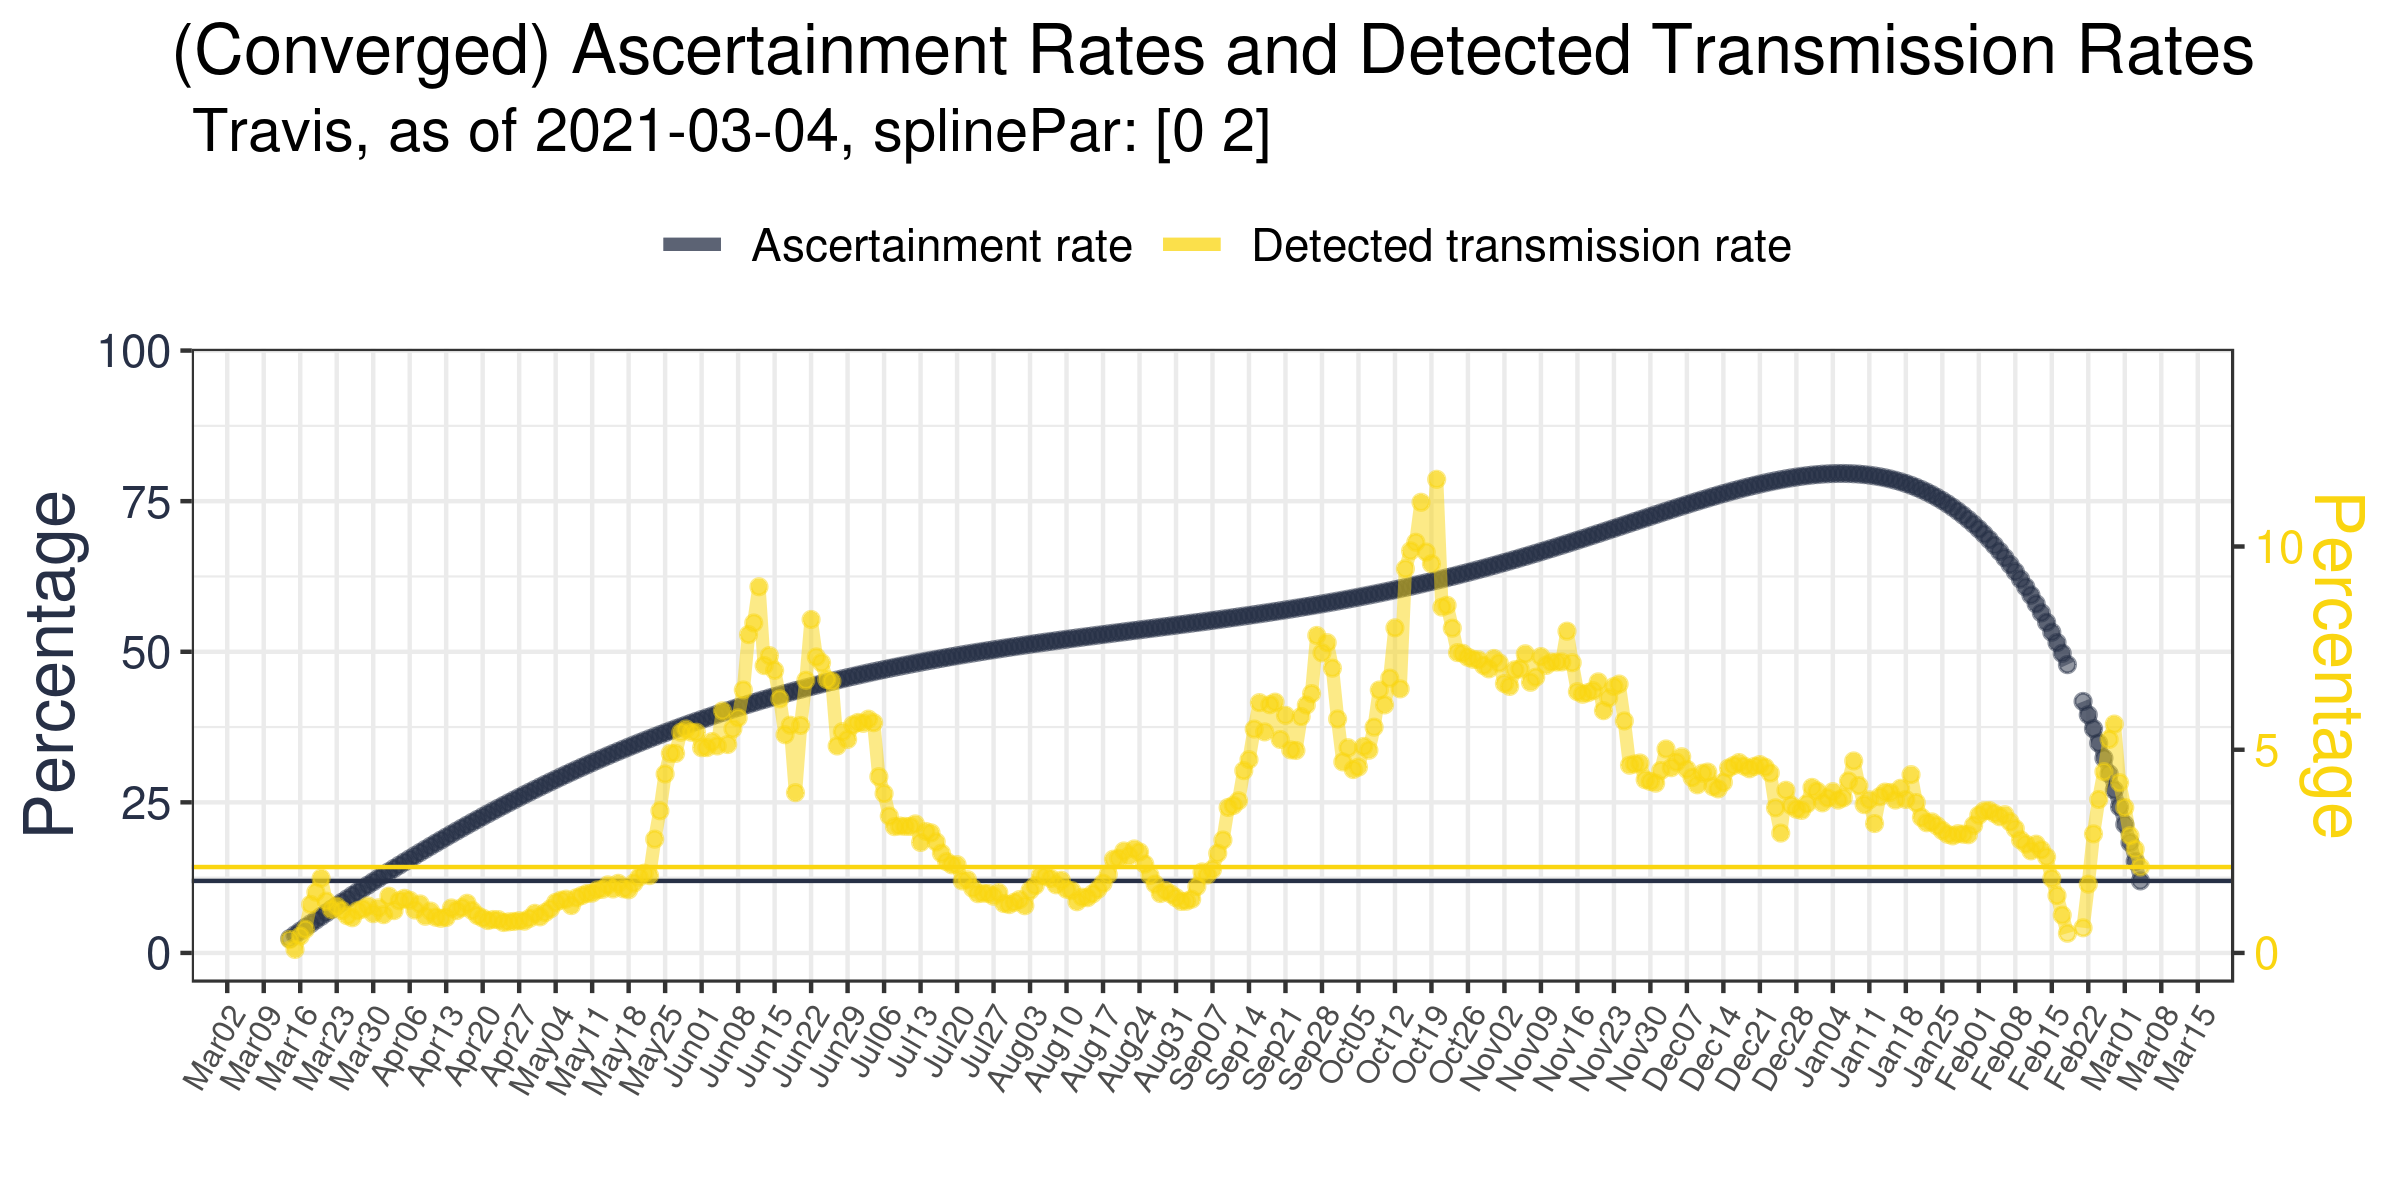 (Converged) Ascertainment Rates and Detected Transmission Rates
Travis, as of 2021-03-04, splinePar: [0 2]
Ascertainment rate Detected transmission rate
Percentage
100
75
50
25
0
10
5
0
Percentage
Mar02 Mar09 Mar16 Mar23 Mar30 Apr06 Apr13 Apr20 Apr27 May04 May11 May18 May25 Jun01 Jun08 Jun15 Jun22 Jun29 Jul06 Jul13 Jul20 Jul27 Aug03 Aug10 Aug17 Aug24 Aug31 Sep07 Sep14 Sep21 Sep28 Oct05 Oct12 Oct19 Oct26 Nov02 Nov09 Nov16 Nov23 Nov30 Dec07 Dec14 Dec21 Dec28 Jan04 Jan11 Jan18 Jan25 Feb01 Feb08 Feb15 Feb22 Mar01 Mar08 Mar15